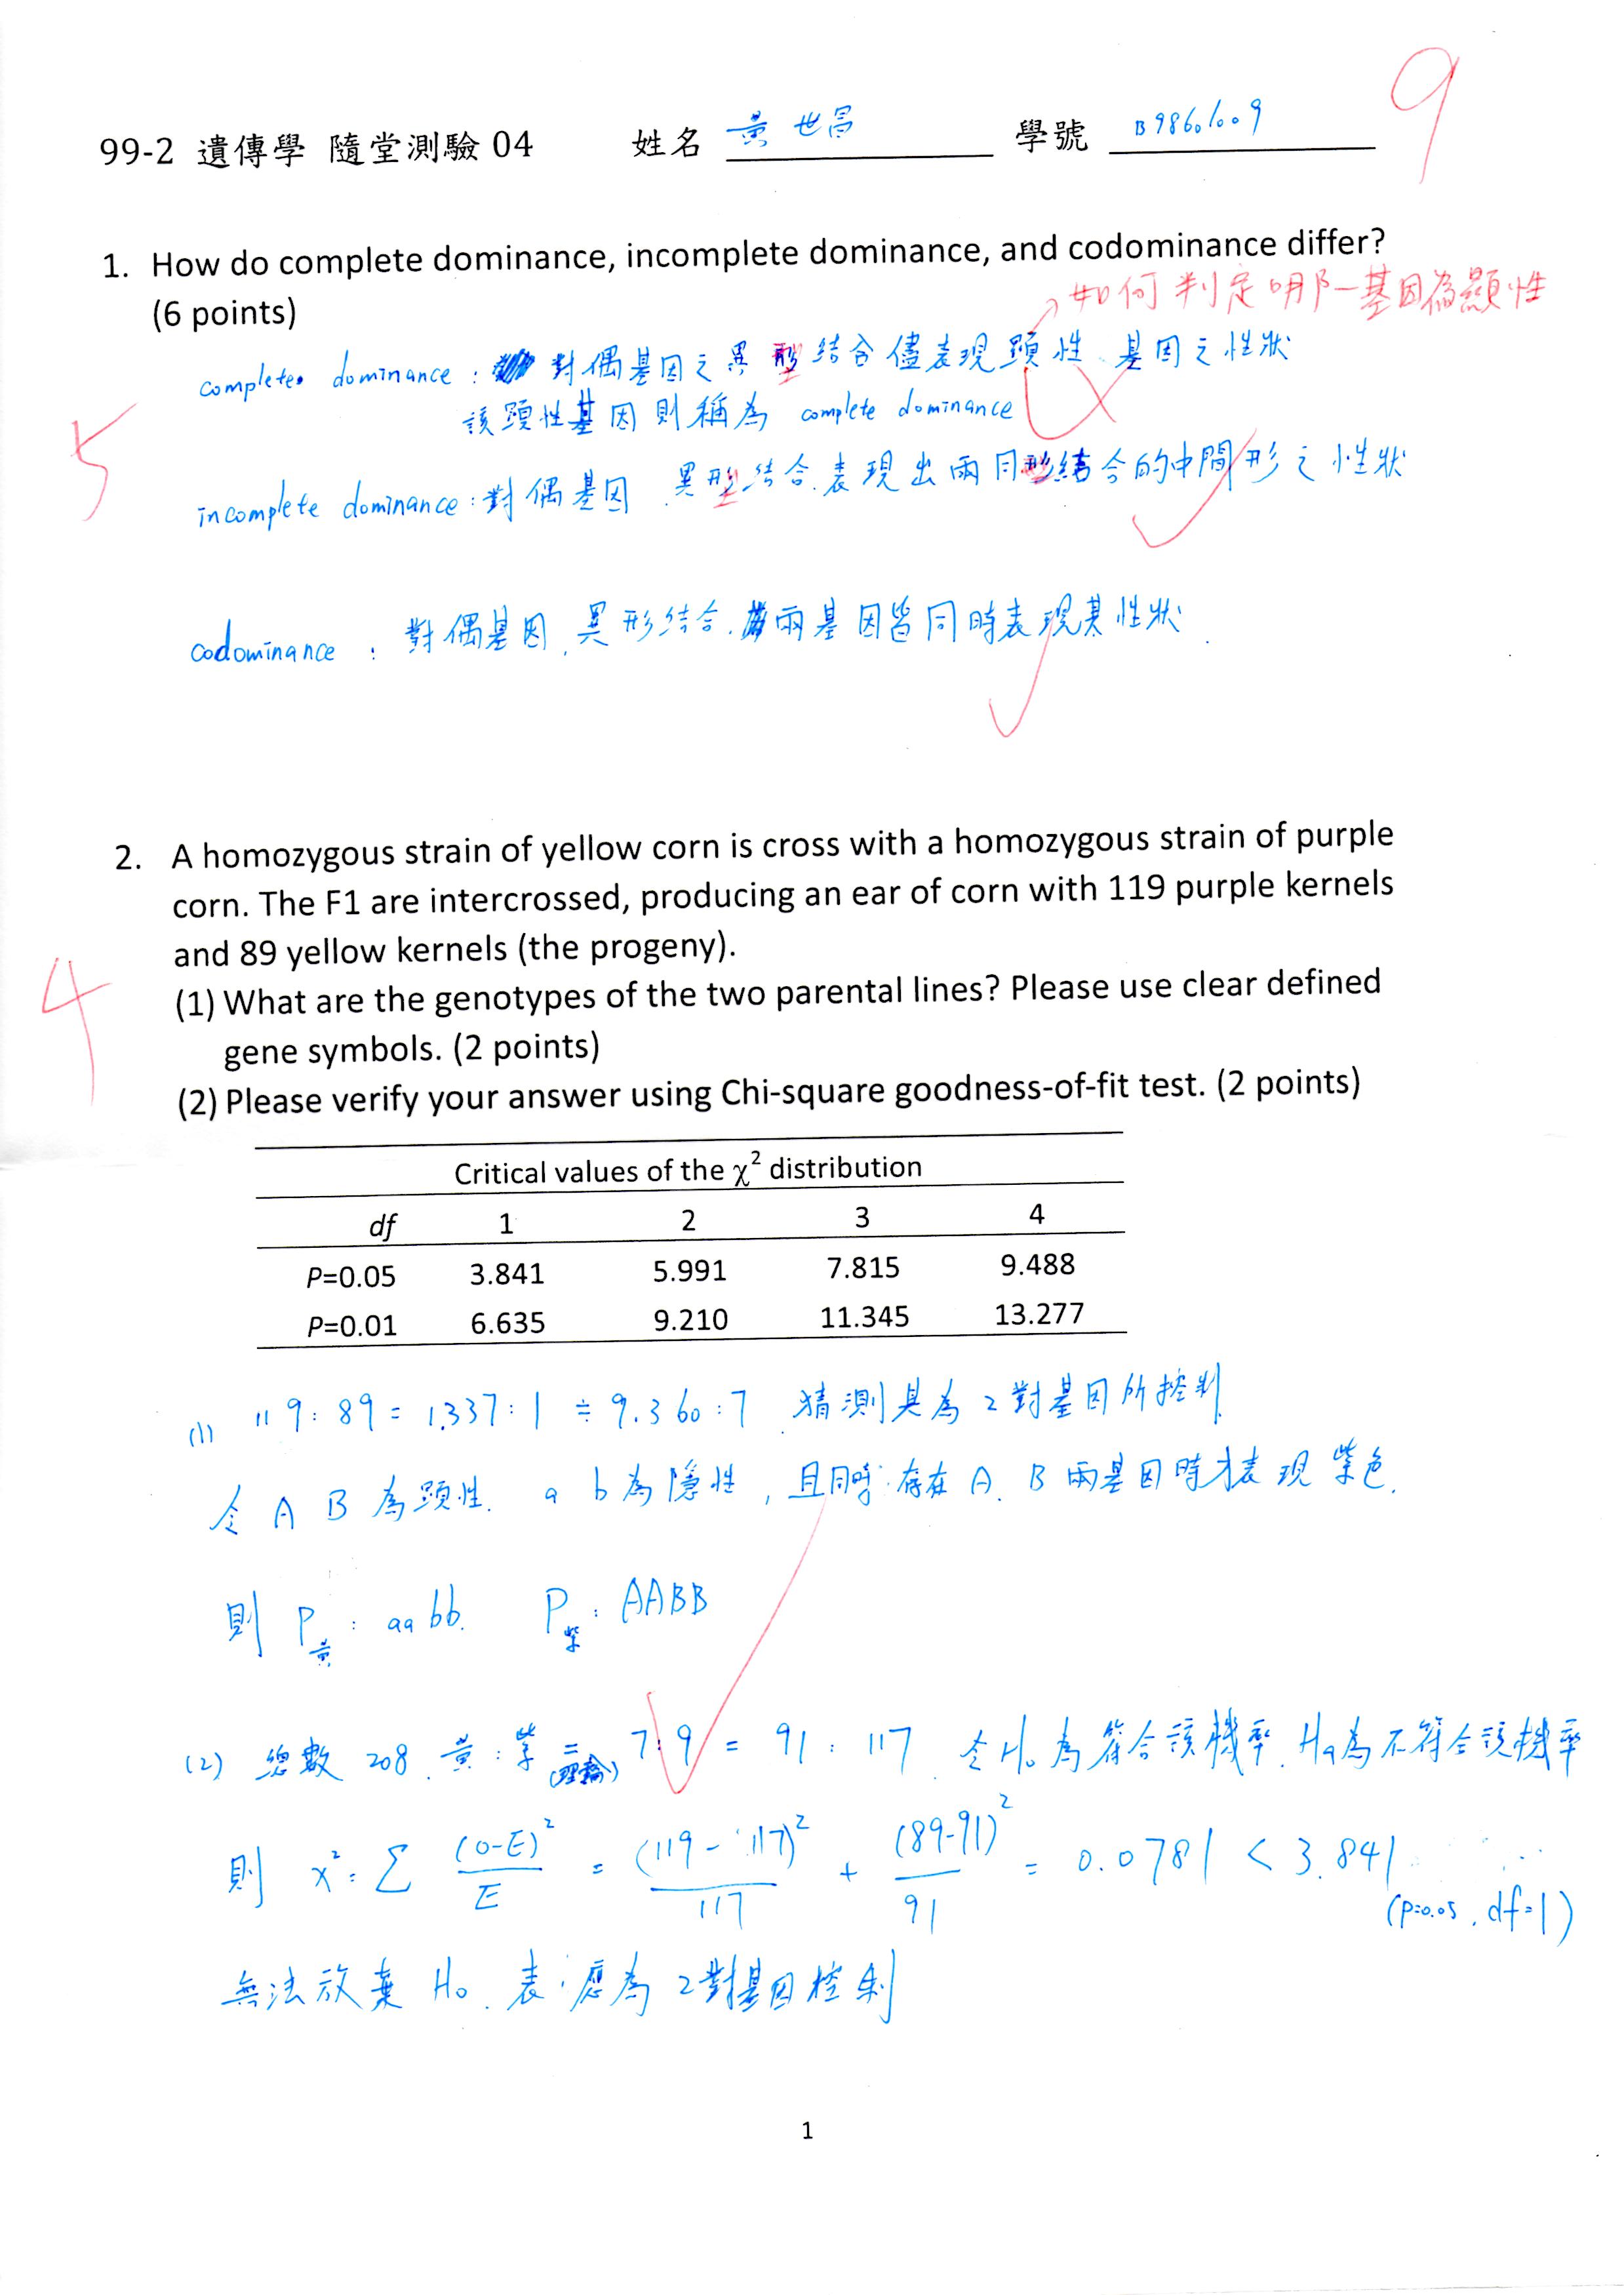 9
99-2 遺傳學 隨堂測驗 04 姓名 黃世昌 學號 B98601009
1. How do complete dominance, incomplete dominance, and codominance differ?
(6 points)
如何判定哪一基因為顯性
complete dominance : 對偶基因之異型結合僅表現顯性基因之性狀
該顯性基因則稱為 complete dominance
5
incomplete dominance : 對偶基因 異型結合 表現出兩同型結合的中間形之性狀
codominance : 對偶基因,異形結合,兩基因皆同時表現其性狀.
2. A homozygous strain of yellow corn is cross with a homozygous strain of purple
corn. The F1 are intercrossed, producing an ear of corn with 119 purple kernels
and 89 yellow kernels (the progeny).
4
(1) What are the genotypes of the two parental lines? Please use clear defined
gene symbols. (2 points)
(2) Please verify your answer using Chi-square goodness-of-fit test. (2 points)
Critical values of the χ² distribution
df 1 2 3 4
P=0.05 3.841 5.991 7.815 9.488
P=0.01 6.635 9.210 11.345 13.277
(1) 119 : 89 = 1.337 : 1 ≒ 9.360 : 7 猜測其為2對基因所控制
令 A B 為顯性. a b 為隱性, 且同時存在 A. B 兩基因時才表現紫色.
則 P黃 : aabb. P紫 : AABB
(2) 總數 208. 黃 : 紫 = (理論) 7:9 = 91 : 117. 令 H₀ 為符合該機率. Ha為不符合該機率
則 x² = Σ (O-E)²/E = (119-117)²/117 + (89-91)²/91 = 0.0781 < 3.841
(P=0.05, df=1)
無法放棄 H₀. 表應為2對基因控制
1